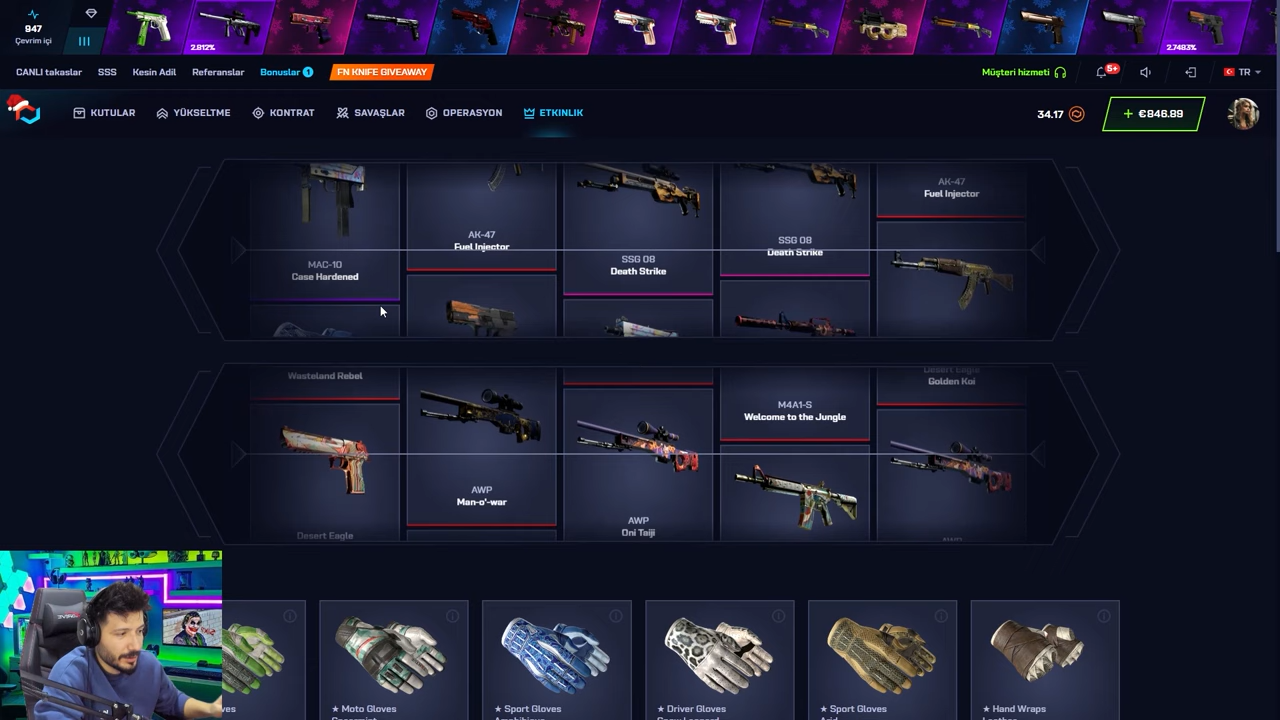 947
Çevrim içi
2.812%
2.7483%
CANLI takaslar
SSS
Kesin Adil
Referanslar
Bonuslar 1
FN KNIFE GIVEAWAY
Müşteri hizmeti
5+
TR
KUTULAR
YÜKSELTME
KONTRAT
SAVAŞLAR
OPERASYON
ETKINLIK
34.17
+ €846.89
MAC-10
Case Hardened
AK-47
Fuel Injector
SSG 08
Death Strike
SSG 08
Death Strike
AK-47
Fuel Injector
Wasteland Rebel
Desert Eagle
AWP
Man-o'-war
AWP
Oni Taiji
M4A1-S
Welcome to the Jungle
Desert Eagle
Golden Koi
★ Moto Gloves
★ Sport Gloves
★ Driver Gloves
★ Sport Gloves
★ Hand Wraps